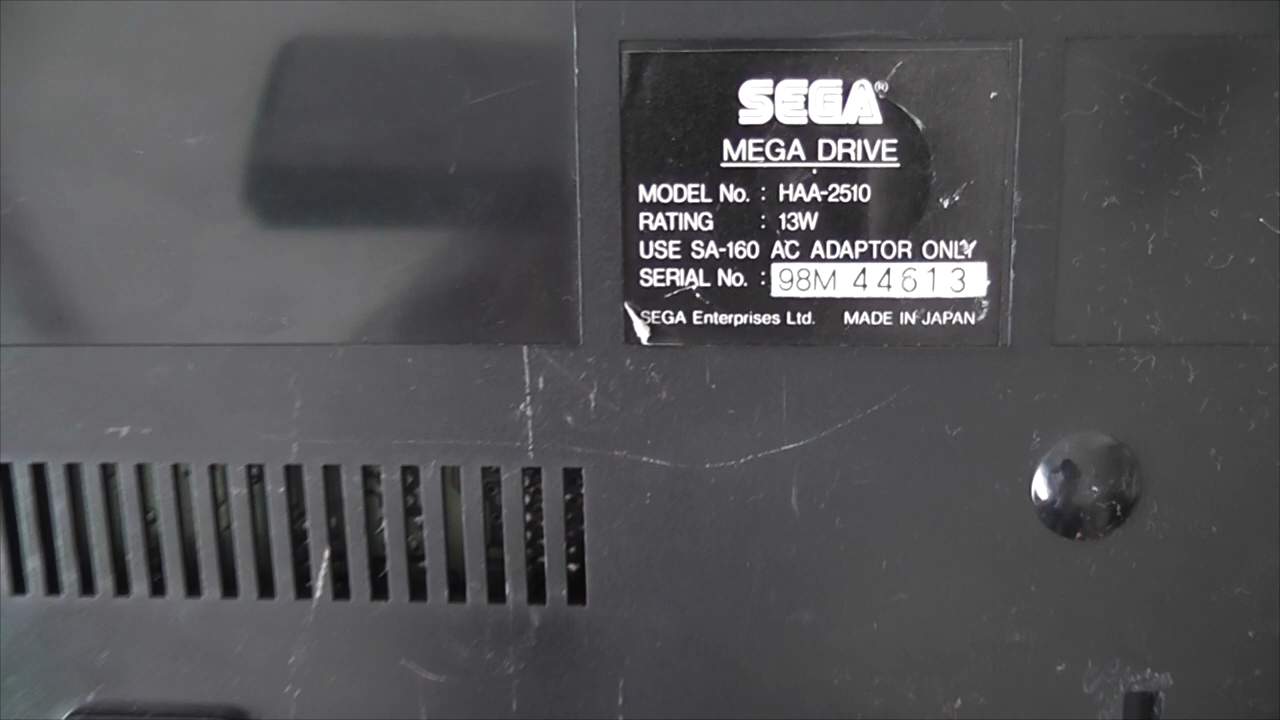 SEGA®
MEGA DRIVE
MODEL No. : HAA-2510
RATING : 13W
USE SA-160 AC ADAPTOR ONLY
SERIAL No. : 98M 44613
SEGA Enterprises Ltd. MADE IN JAPAN